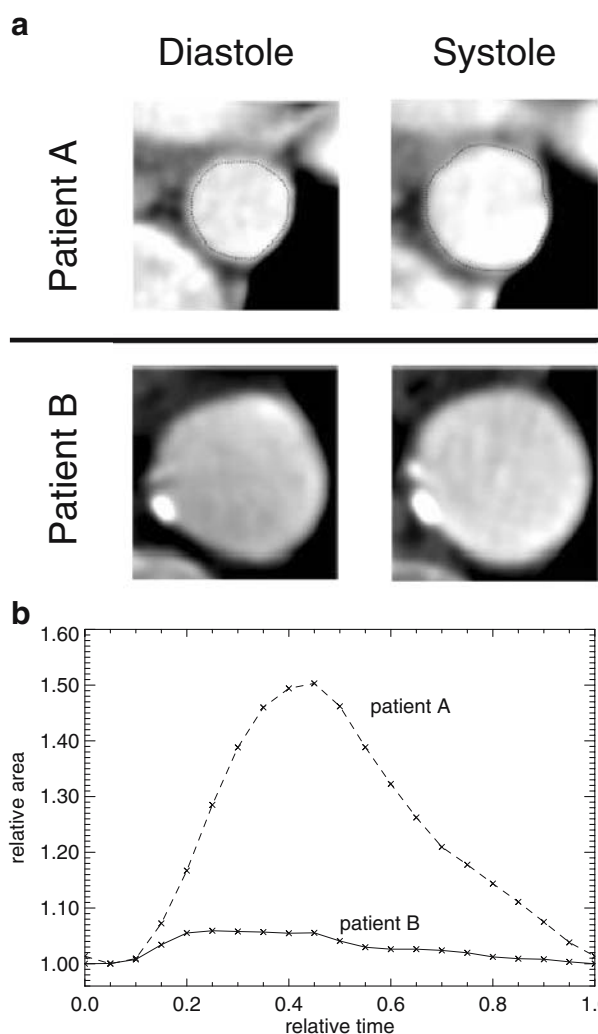 a
Diastole Systole
Patient A
Patient B
b
1.60
1.50
1.40
1.30
1.20
1.10
1.00
relative area
patient A
patient B
0.0 0.2 0.4 0.6 0.8 1.
relative time